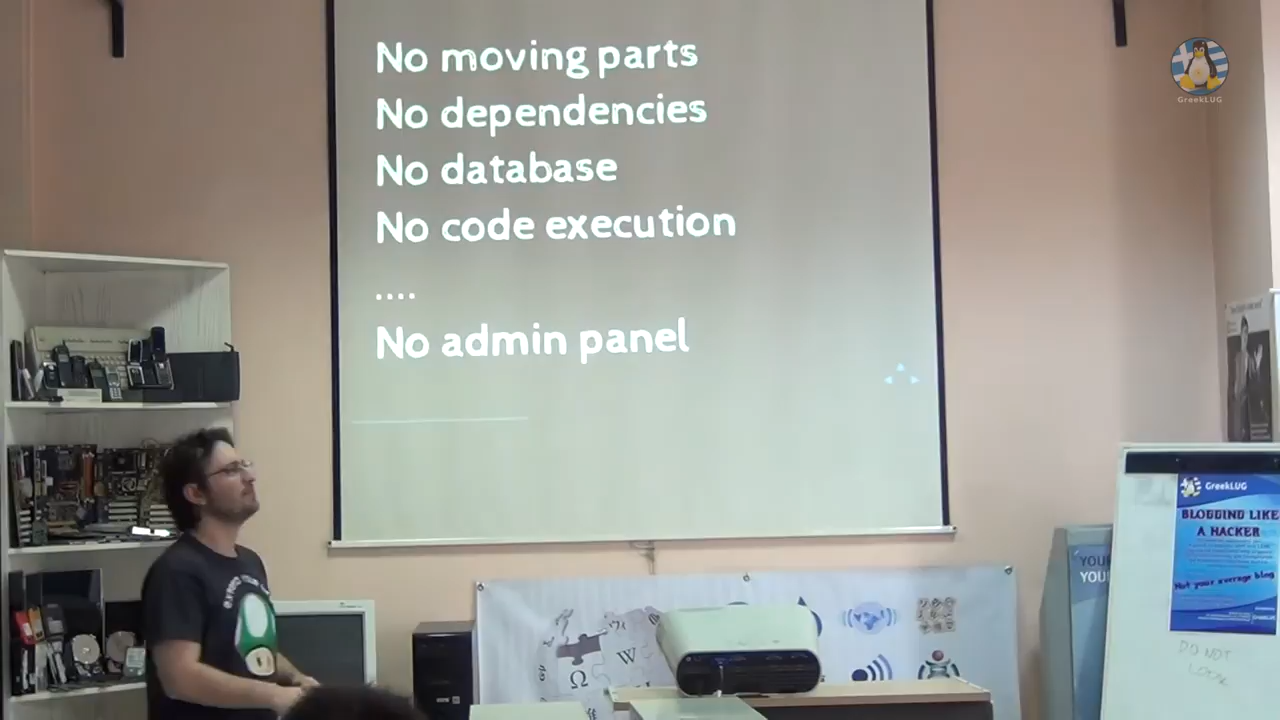 No moving parts
No dependencies
No database
No code execution
....
No admin panel
GreekLUG
GreekLUG
BLOGGING LIKE
A HACKER
Not your average blog
YOUR
YOU
W
Ω
DO NOT